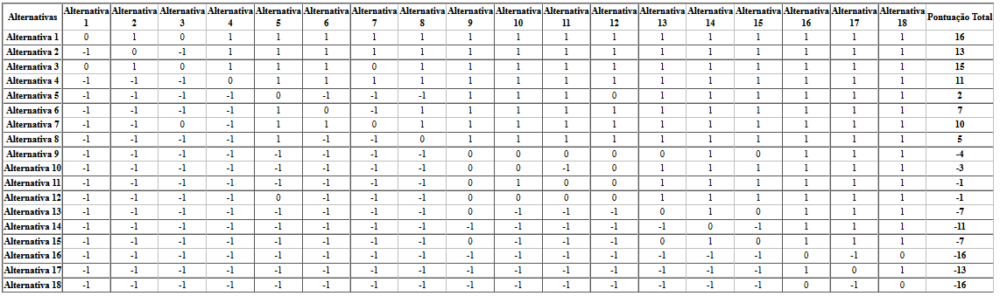 Alternativas Alternativa 1 Alternativa 2 Alternativa 3 Alternativa 4 Alternativa 5 Alternativa 6 Alternativa 7 Alternativa 8 Alternativa 9 Alternativa 10 Alternativa 11 Alternativa 12 Alternativa 13 Alternativa 14 Alternativa 15 Alternativa 16 Alternativa 17 Alternativa 18 Pontuação Total
Alternativa 1 0 1 0 1 1 1 1 1 1 1 1 1 1 1 1 1 1 1 16
Alternativa 2 -1 0 -1 1 1 1 1 1 1 1 1 1 1 1 1 1 1 1 13
Alternativa 3 0 1 0 1 1 1 0 1 1 1 1 1 1 1 1 1 1 1 15
Alternativa 4 -1 -1 -1 0 1 1 1 1 1 1 1 1 1 1 1 1 1 1 11
Alternativa 5 -1 -1 -1 -1 0 -1 -1 -1 1 1 1 0 1 1 1 1 1 1 2
Alternativa 6 -1 -1 -1 -1 1 0 -1 1 1 1 1 1 1 1 1 1 1 1 7
Alternativa 7 -1 -1 0 -1 1 1 0 1 1 1 1 1 1 1 1 1 1 1 10
Alternativa 8 -1 -1 -1 -1 1 -1 -1 0 1 1 1 1 1 1 1 1 1 1 5
Alternativa 9 -1 -1 -1 -1 -1 -1 -1 -1 0 0 0 0 0 1 0 1 1 1 -4
Alternativa 10 -1 -1 -1 -1 -1 -1 -1 -1 0 0 -1 0 1 1 1 1 1 1 -3
Alternativa 11 -1 -1 -1 -1 -1 -1 -1 -1 0 1 0 0 1 1 1 1 1 1 -1
Alternativa 12 -1 -1 -1 -1 0 -1 -1 -1 0 0 0 0 1 1 1 1 1 1 -1
Alternativa 13 -1 -1 -1 -1 -1 -1 -1 -1 0 -1 -1 -1 0 1 0 1 1 1 -7
Alternativa 14 -1 -1 -1 -1 -1 -1 -1 -1 -1 -1 -1 -1 -1 0 -1 1 1 1 -11
Alternativa 15 -1 -1 -1 -1 -1 -1 -1 -1 0 -1 -1 -1 0 1 0 1 1 1 -7
Alternativa 16 -1 -1 -1 -1 -1 -1 -1 -1 -1 -1 -1 -1 -1 -1 -1 0 -1 0 -16
Alternativa 17 -1 -1 -1 -1 -1 -1 -1 -1 -1 -1 -1 -1 -1 -1 -1 1 0 1 -13
Alternativa 18 -1 -1 -1 -1 -1 -1 -1 -1 -1 -1 -1 -1 -1 -1 -1 0 -1 0 -16